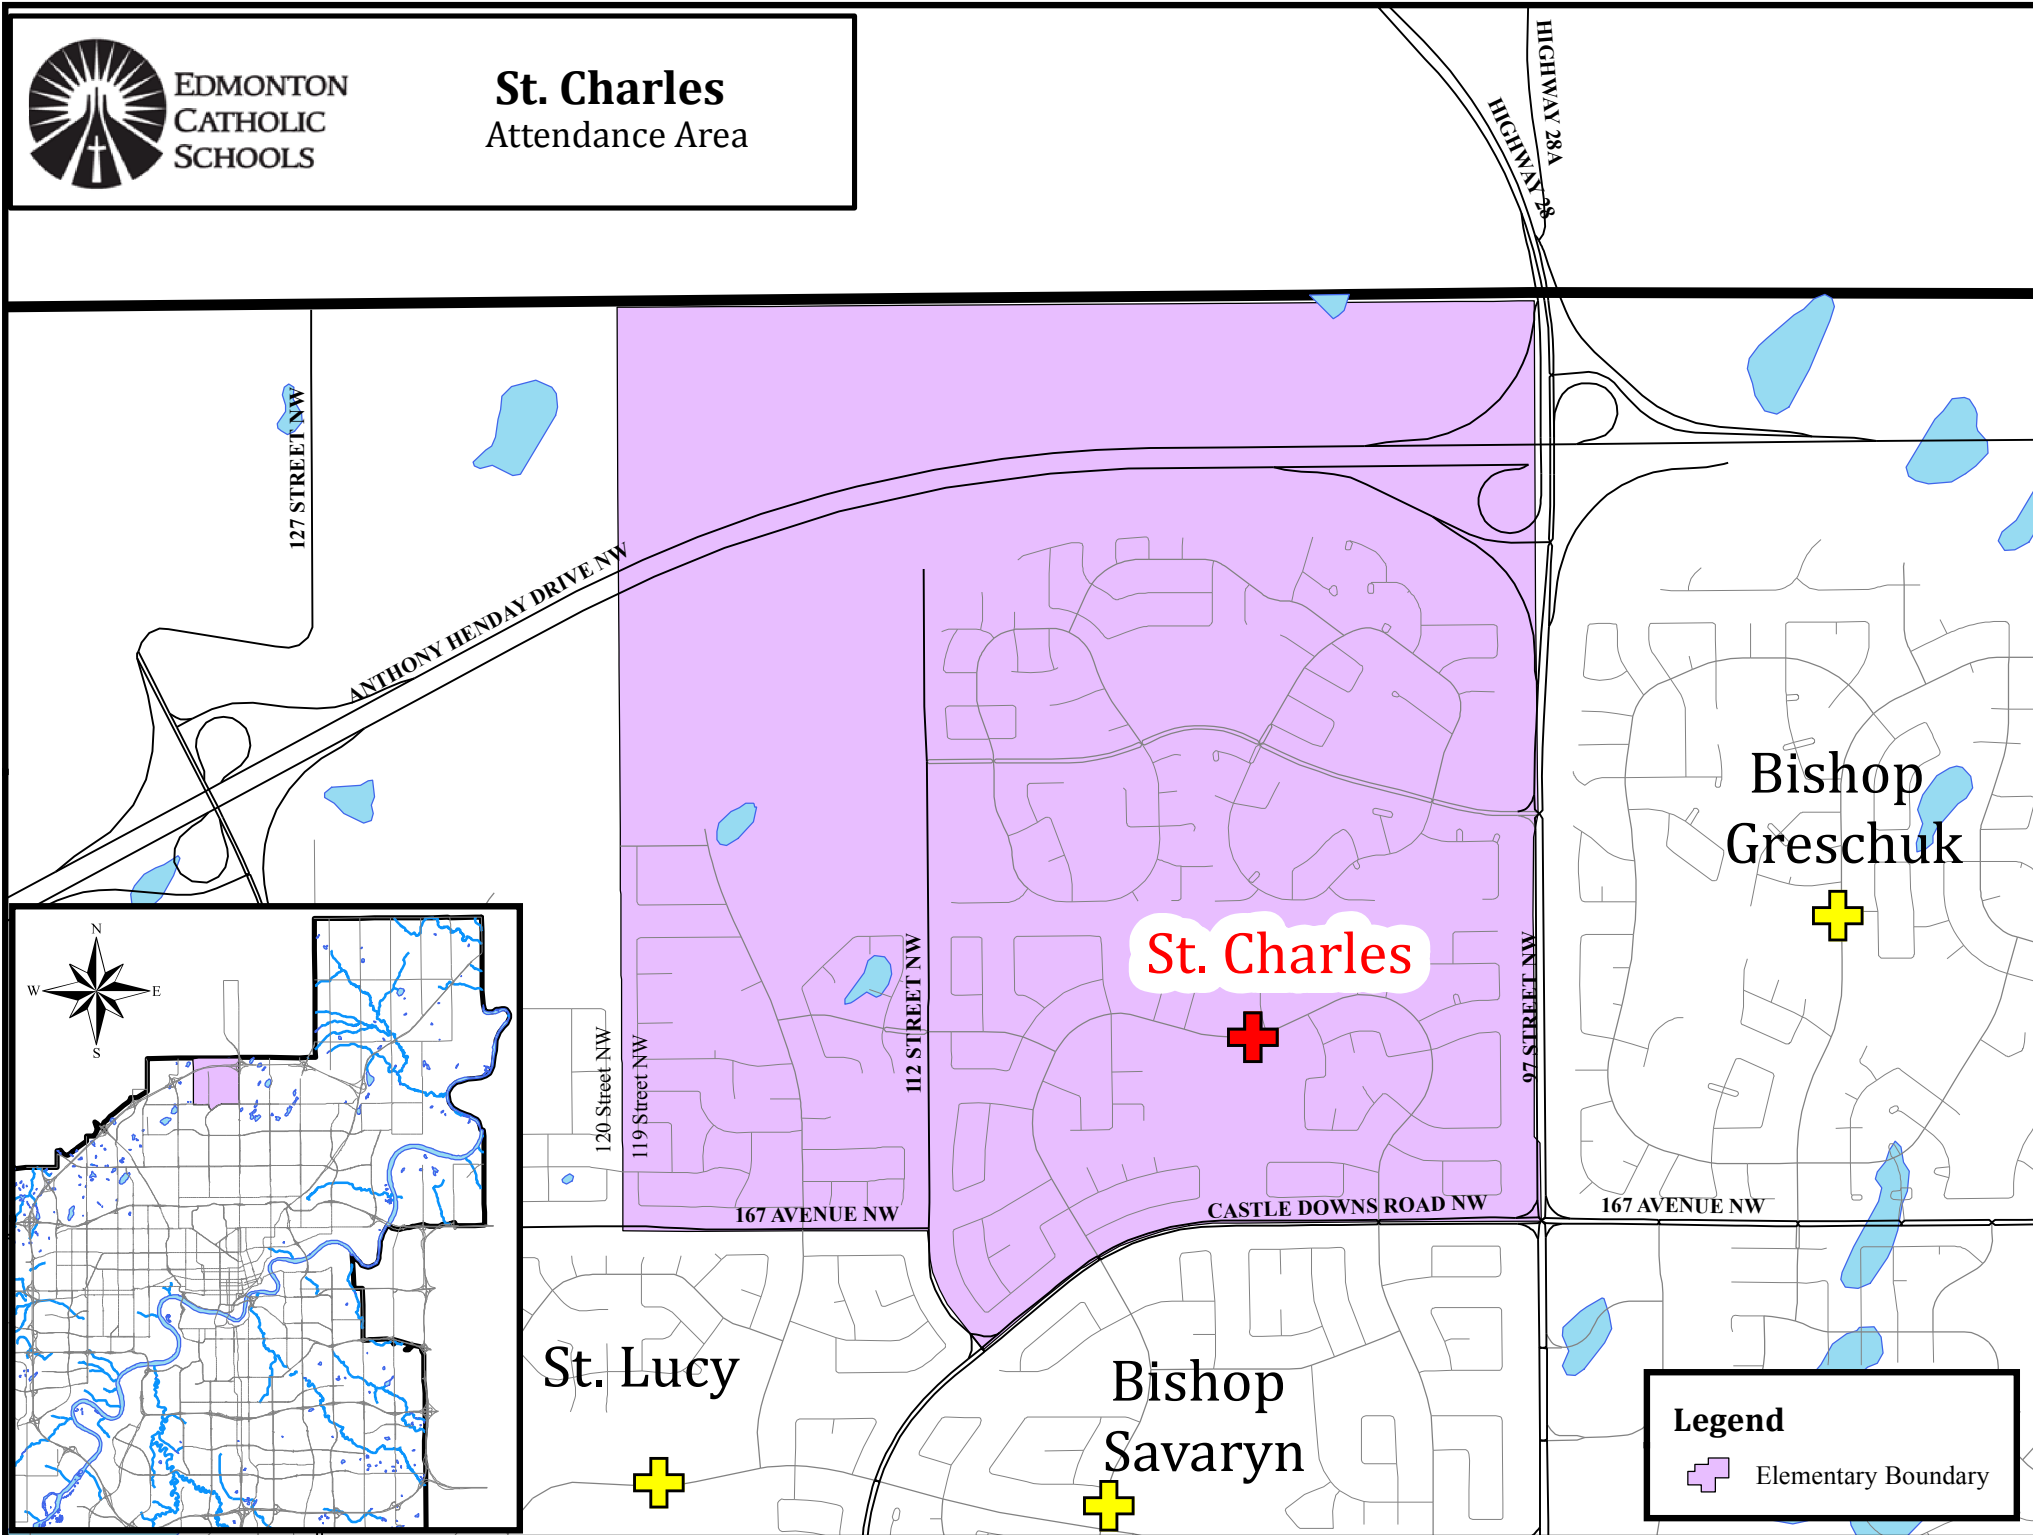 EDMONTON
CATHOLIC
SCHOOLS
St. Charles
Attendance Area
HIGHWAY 28A
HIGHWAY 28
127 STREET NW
ANTHONY HENDAY DRIVE NW
Bishop
Greschuk
St. Charles
112 STREET NW
97 STREET NW
120 Street NW
119 Street NW
167 AVENUE NW
CASTLE DOWNS ROAD NW
167 AVENUE NW
N
W
E
S
St. Lucy
Bishop
Savaryn
Legend
Elementary Boundary